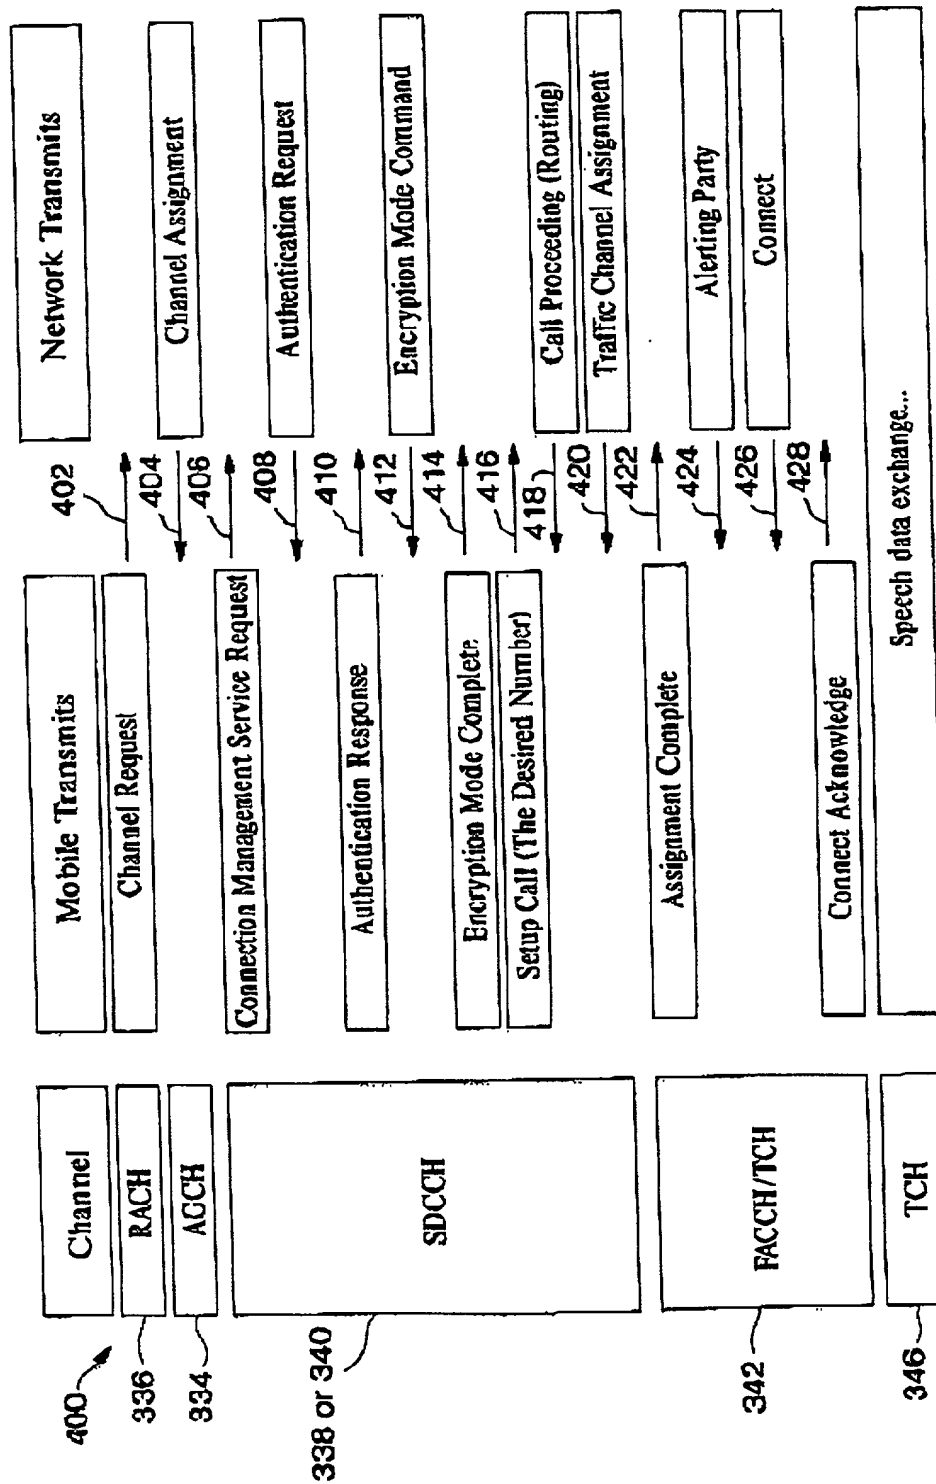 400
Channel
Mobile Transmits
Network Transmits
336
RACH
Channel Request
402
334
AGCH
404
Channel Assignment
338 or 340
SDCCH
Connection Management Service Request
406
408
Authentication Request
Authentication Response
410
412
Encryption Mode Command
Encryption Mode Complete
414
Setup Call (The Desired Number)
416
418
Call Proceeding (Routing)
420
Traffic Channel Assignment
342
FACCH/TCH
Assignment Complete
422
424
Alerting Party
426
Connect
Connect Acknowledge
428
346
TCH
Speech data exchange...